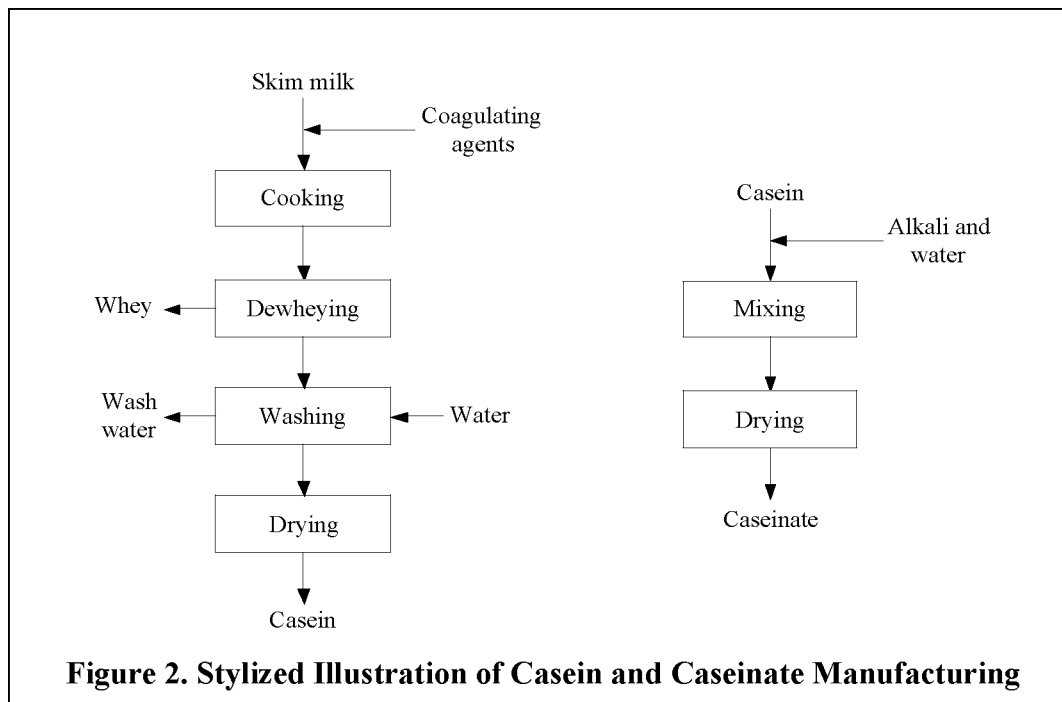 Skim milk
Coagulating
agents
Cooking
Whey
Dewheying
Wash
water
Washing
Water
Drying
Casein
Casein
Alkali and
water
Mixing
Drying
Caseinate
Figure 2. Stylized Illustration of Casein and Caseinate Manufacturing